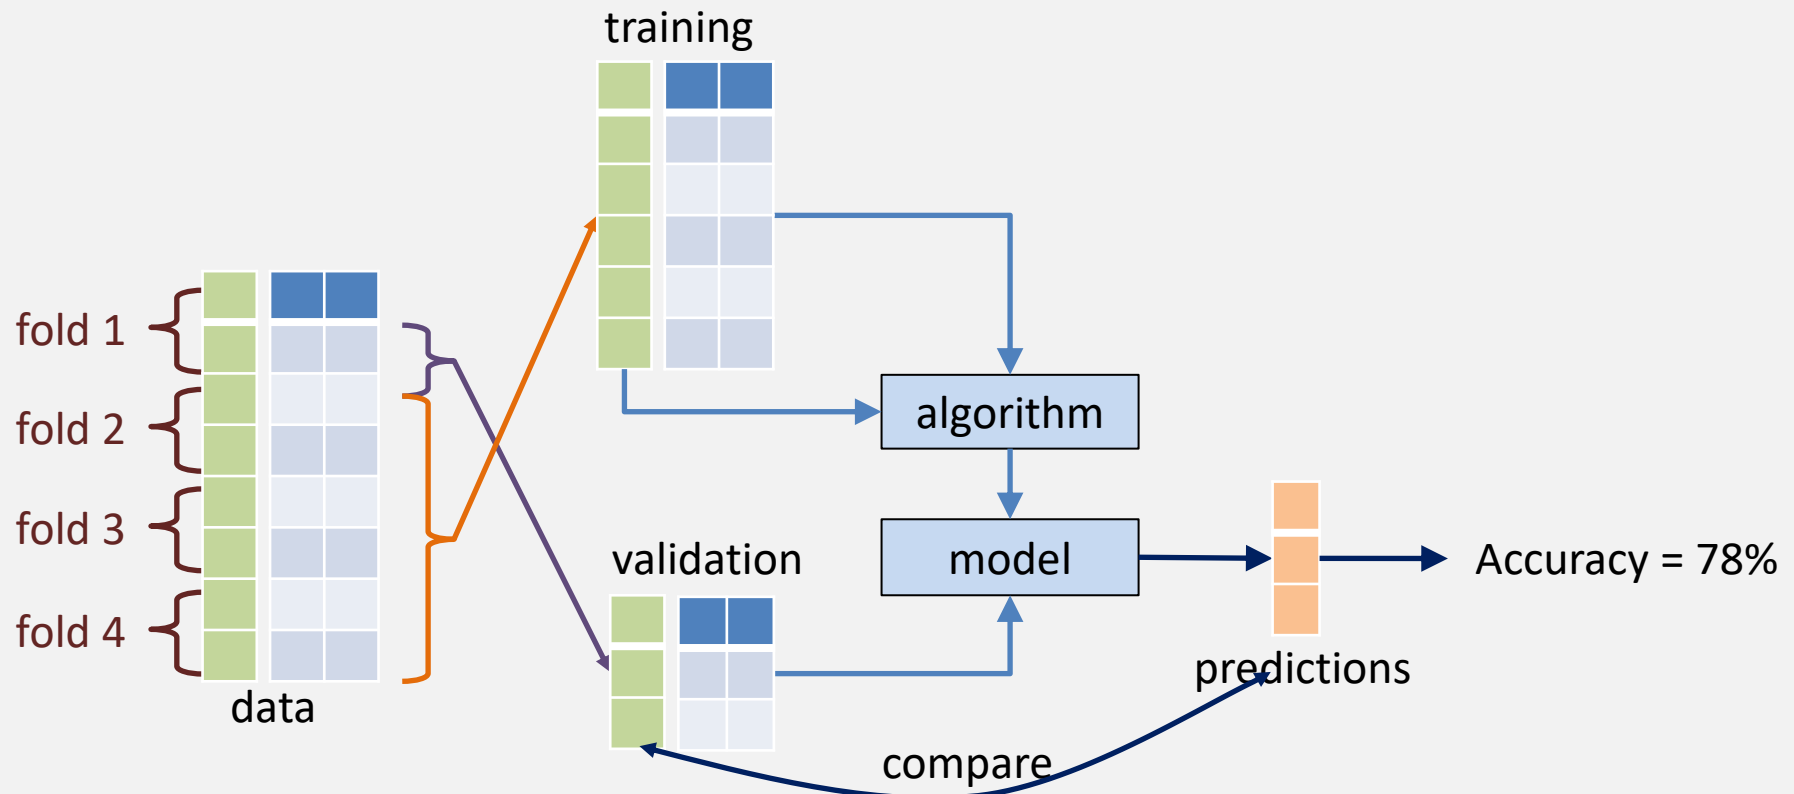 training
fold 1
fold 2
fold 3
fold 4
data
algorithm
model
validation
Accuracy = 78%
predictions
compare